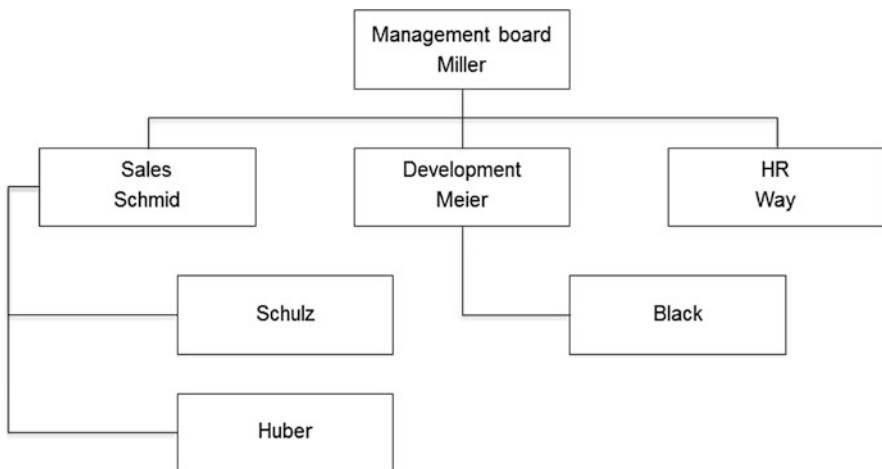 Management board
Miller
Sales
Schmid
Development
Meier
HR
Way
Schulz
Black
Huber